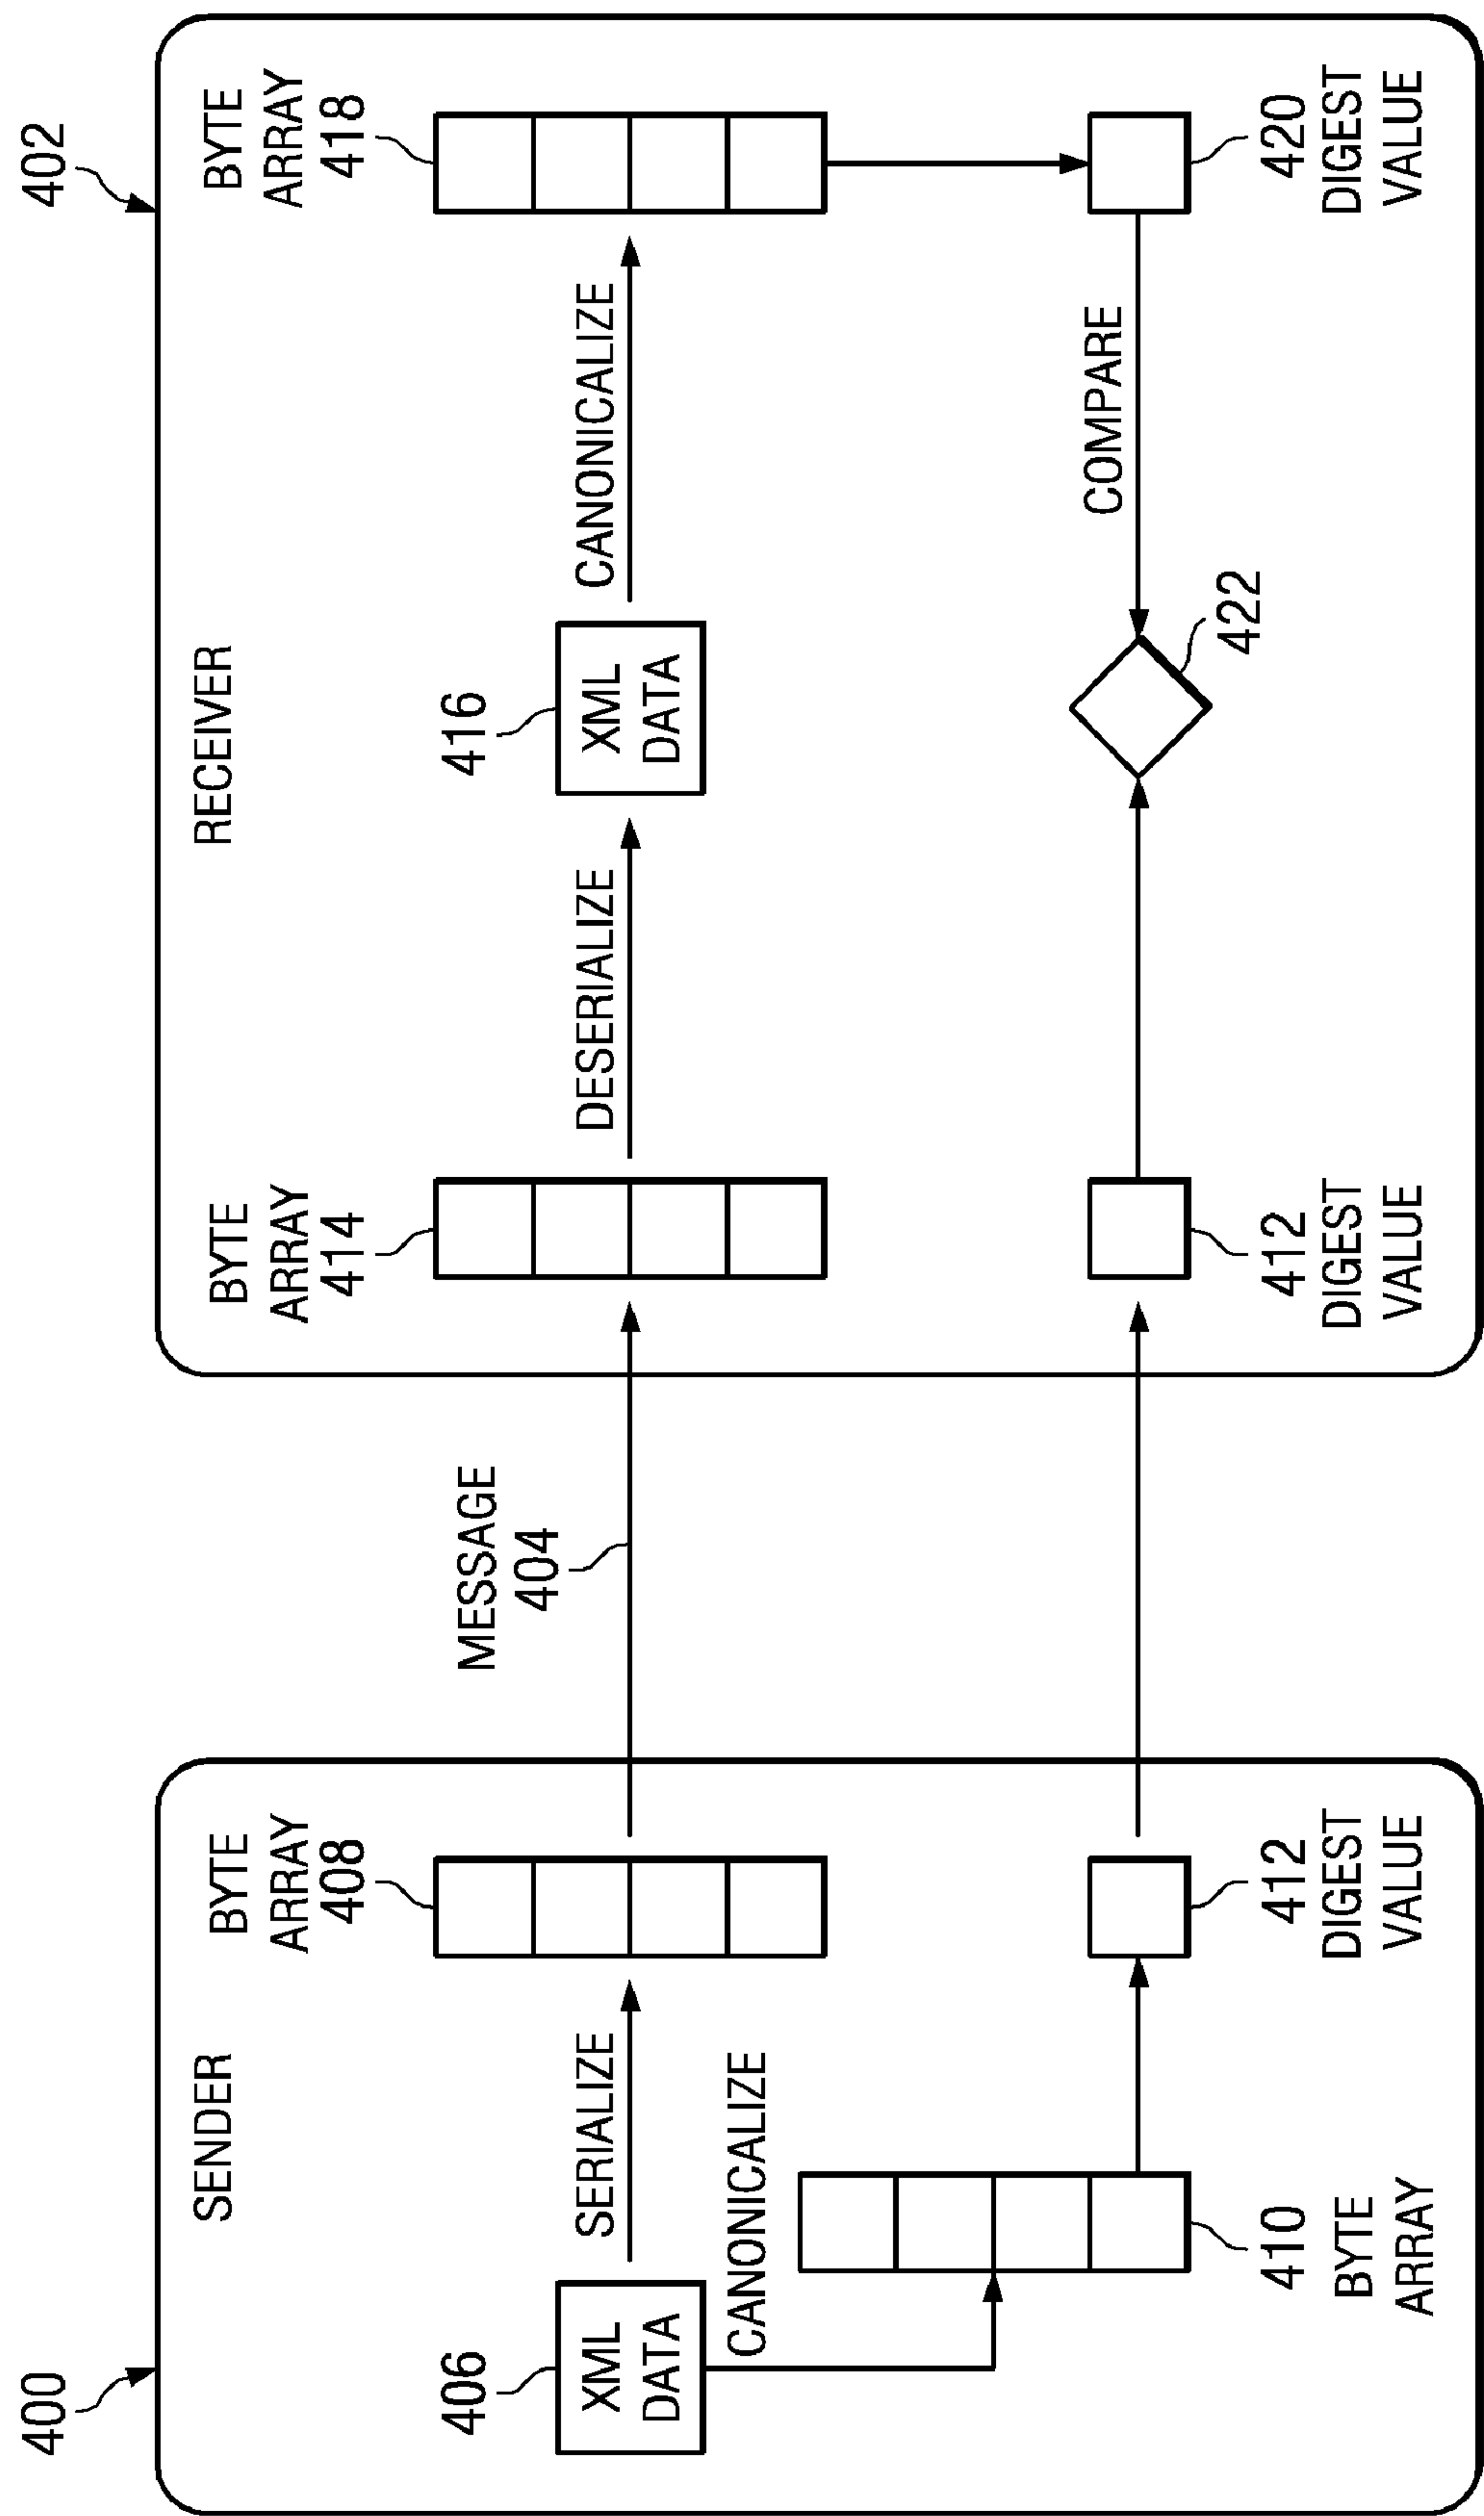 400
SENDER
406
XML
DATA
SERIALIZE
CANONICALIZE
410
BYTE
ARRAY
BYTE
ARRAY
408
412
DIGEST
VALUE
MESSAGE
404
402
RECEIVER
BYTE
ARRAY
414
DESERIALIZE
416
XML
DATA
CANONICALIZE
BYTE
ARRAY
418
412
DIGEST
VALUE
422
COMPARE
420
DIGEST
VALUE